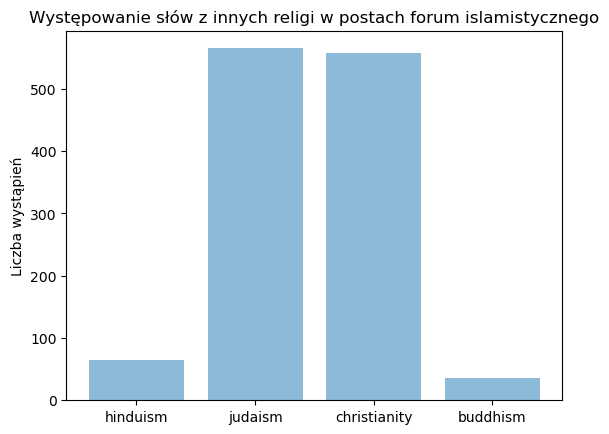 Występowanie słów z innych religi w postach forum islamistycznego
Liczba wystąpień
500
400
300
200
100
0
hinduism judaism christianity buddhism